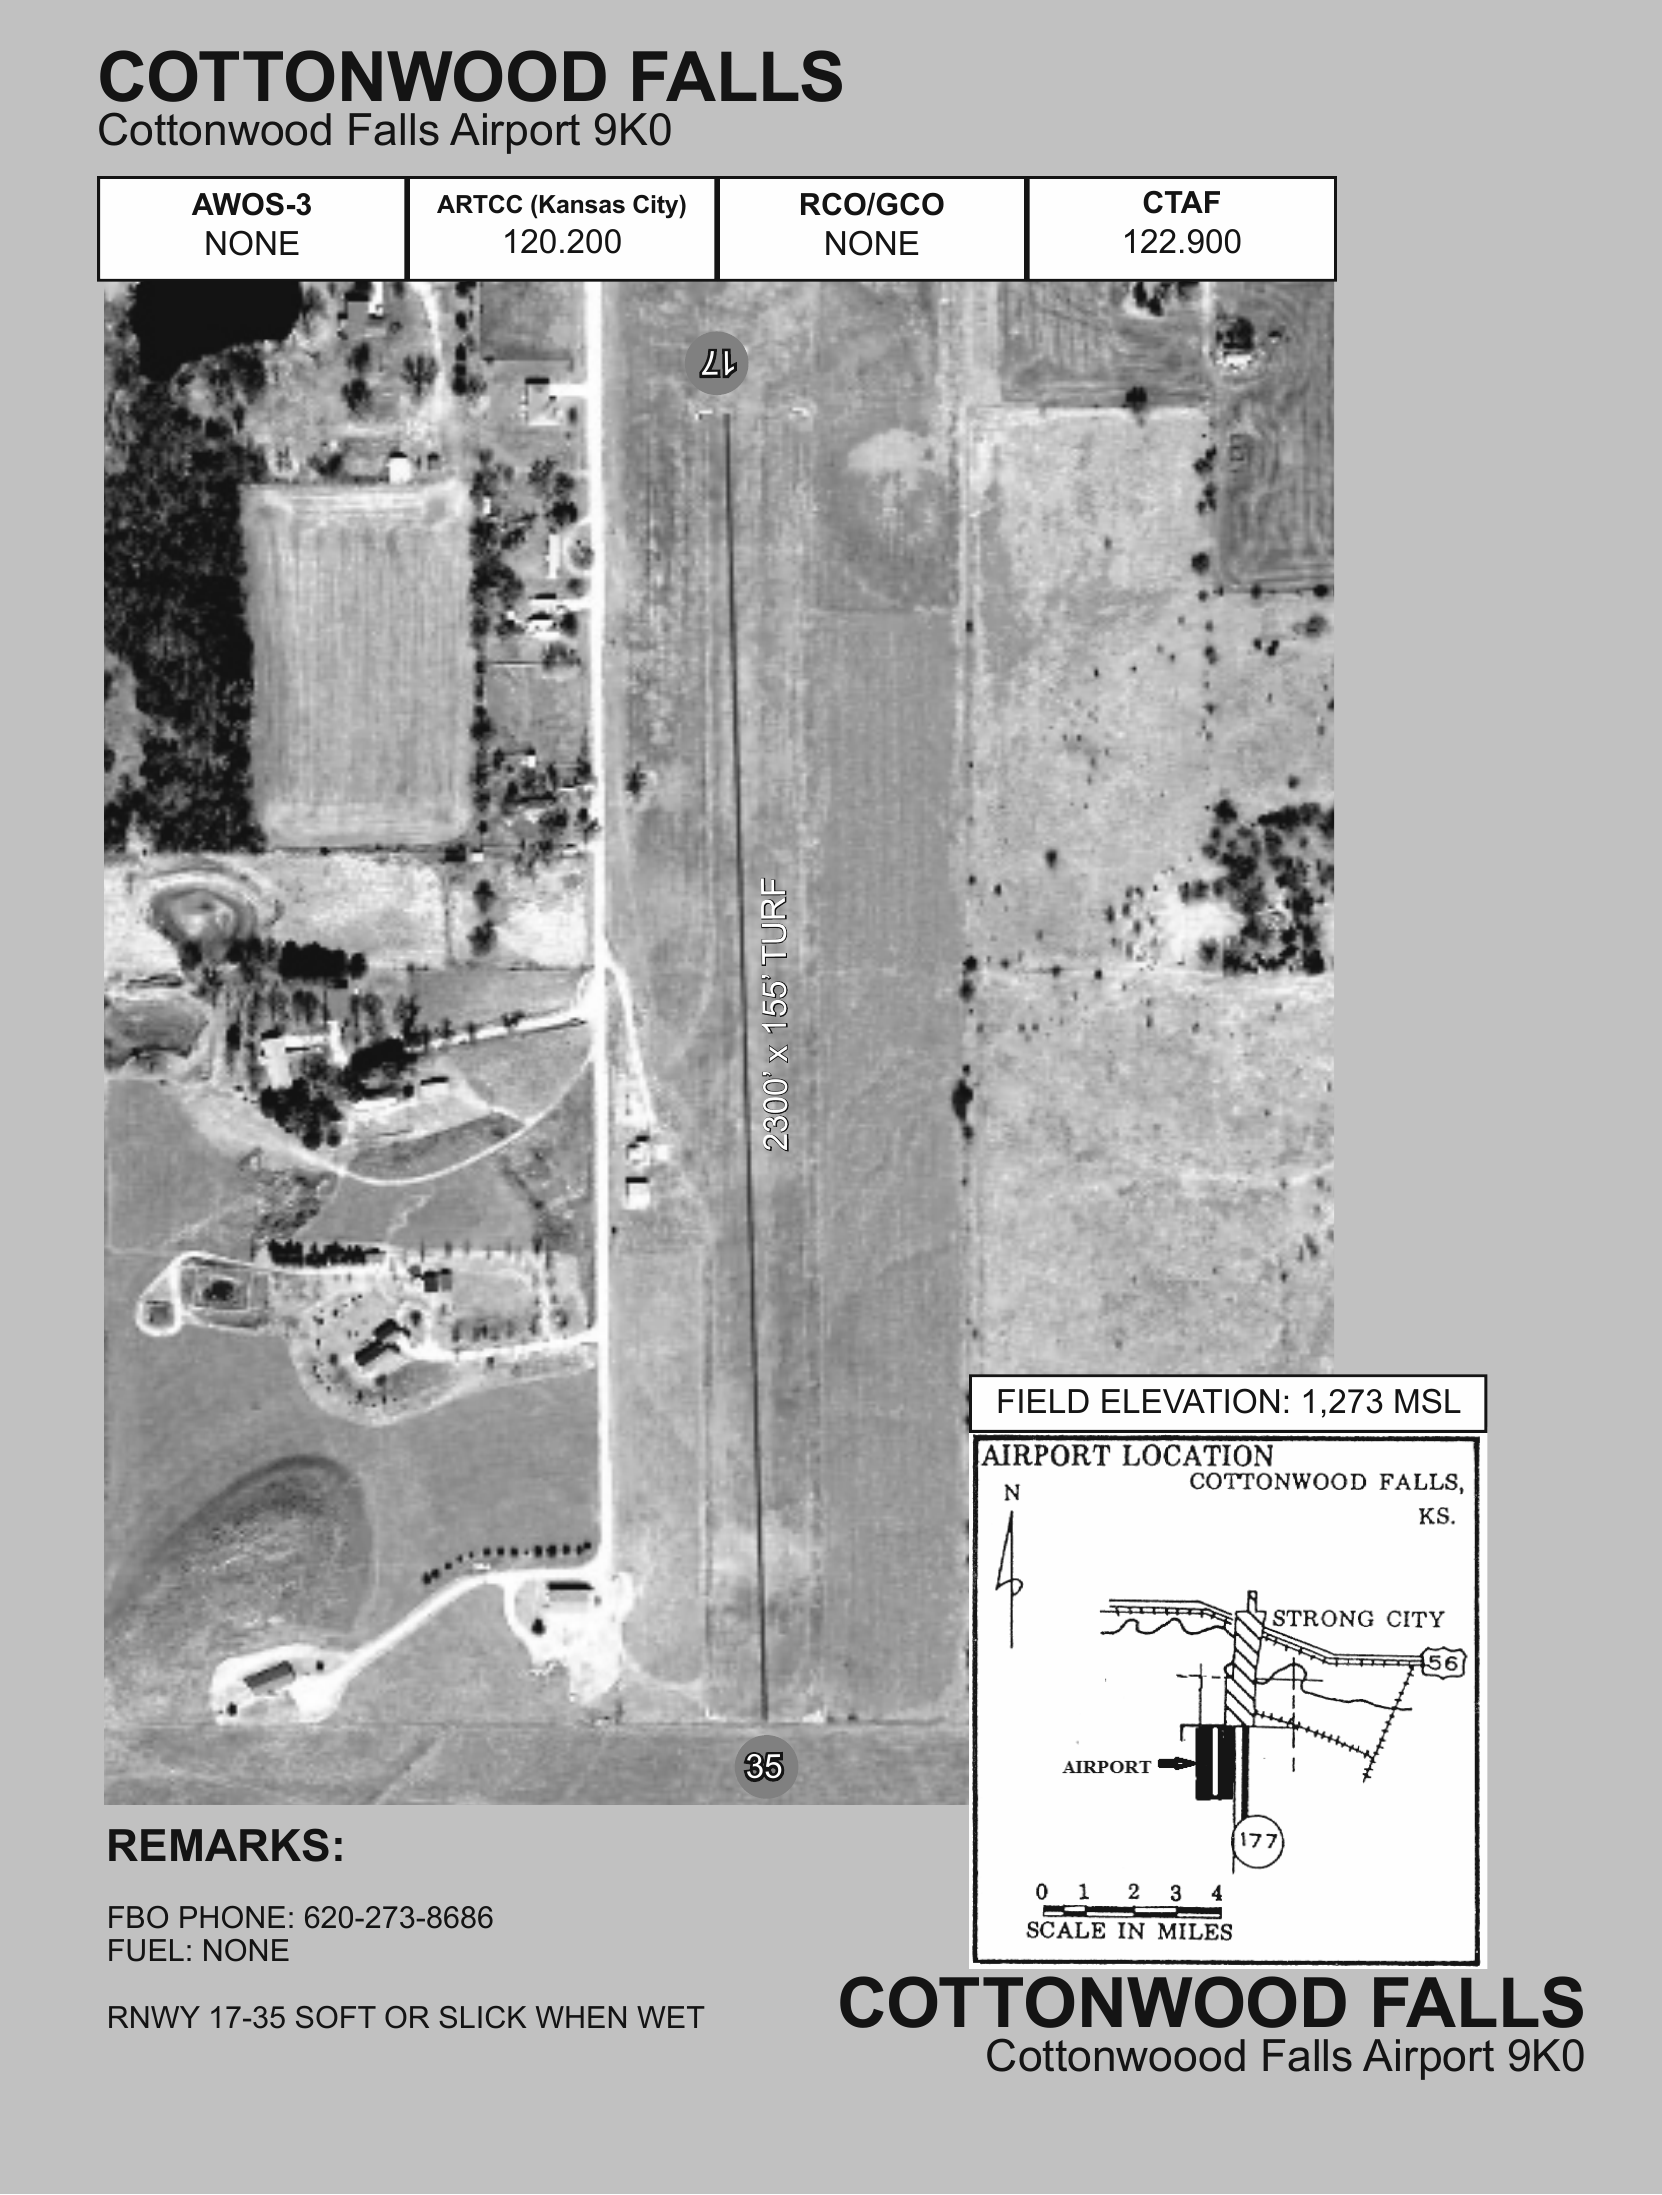 COTTONWOOD FALLS
Cottonwood Falls Airport 9K0
AWOS-3
NONE
ARTCC (Kansas City)
120.200
RCO/GCO
NONE
CTAF
122.900
17
2300' x 155' TURF
35
FIELD ELEVATION: 1,273 MSL
AIRPORT LOCATION
COTTONWOOD FALLS,
KS.
N
STRONG CITY
56
AIRPORT
177
0 1 2 3 4
SCALE IN MILES
REMARKS:
FBO PHONE: 620-273-8686
FUEL: NONE
RNWY 17-35 SOFT OR SLICK WHEN WET
COTTONWOOD FALLS
Cottonwoood Falls Airport 9K0